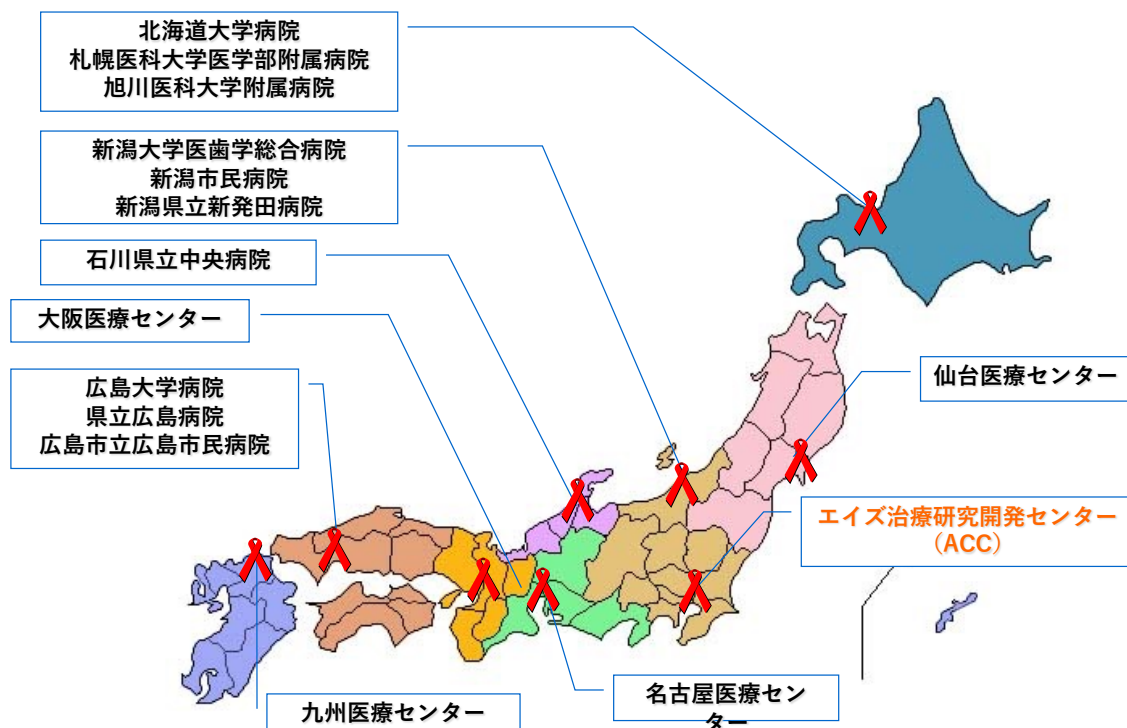 北海道大学病院
札幌医科大学医学部附属病院
旭川医科大学附属病院
新潟大学医歯学総合病院
新潟市民病院
新潟県立新発田病院
石川県立中央病院
大阪医療センター
広島大学病院
県立広島病院
広島市立広島市民病院
仙台医療センター
エイズ治療研究開発センター
（ACC）
名古屋医療セン
ター
九州医療センター